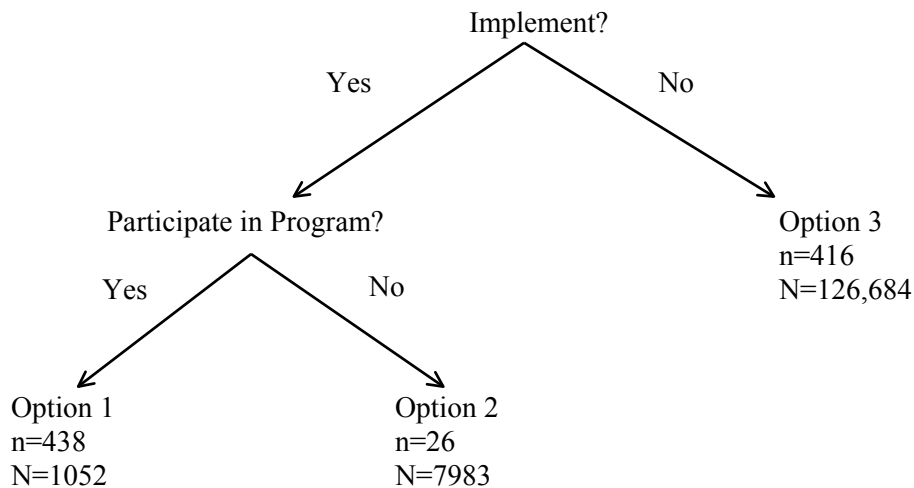 Implement?
Yes
No
Participate in Program?
Option 3
n=416
N=126,684
Yes
No
Option 1
n=438
N=1052
Option 2
n=26
N=7983